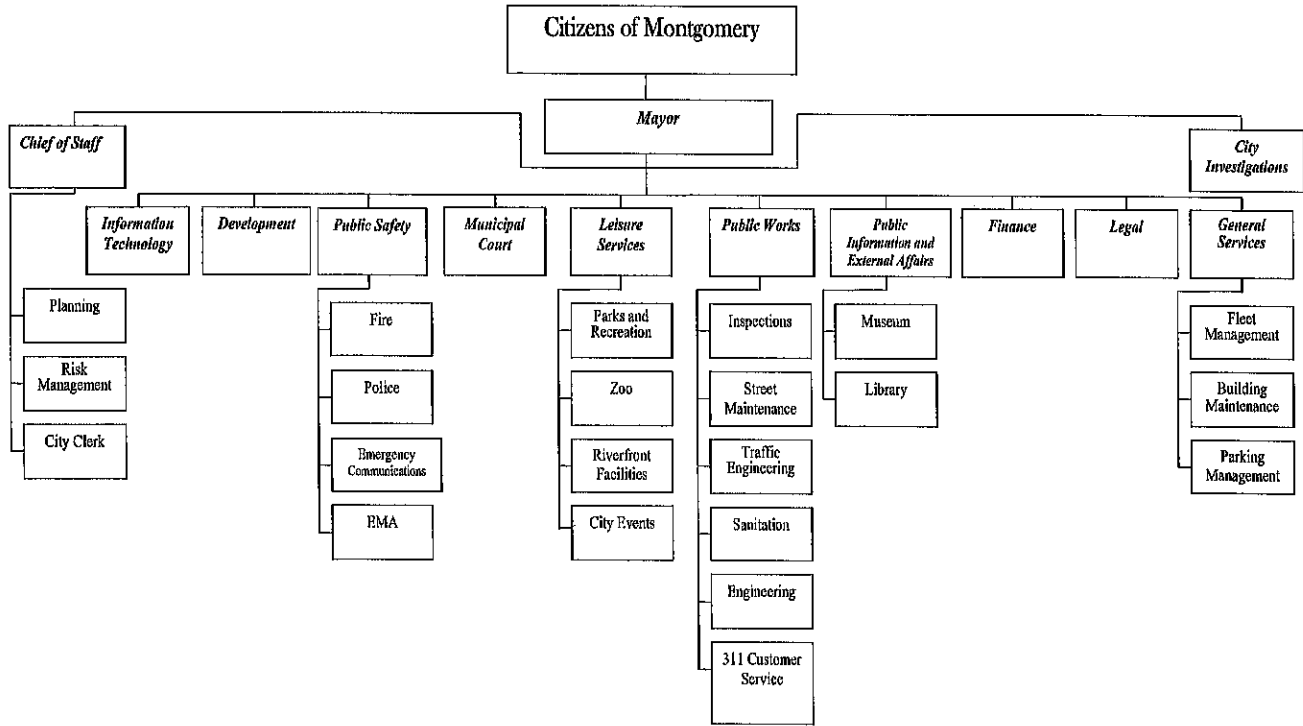 Citizens of Montgomery
Mayor
Chief of Staff
City
Investigations
Information
Technology
Development
Public Safety
Municipal
Court
Leisure
Services
Public Works
Public
Information and
External Affairs
Finance
Legal
General
Services
Planning
Risk
Management
City Clerk
Fire
Police
Emergency
Communications
EMA
Parks and
Recreation
Zoo
Riverfront
Facilities
City Events
Inspections
Street
Maintenance
Traffic
Engineering
Sanitation
Engineering
311 Customer
Service
Museum
Library
Fleet
Management
Building
Maintenance
Parking
Management